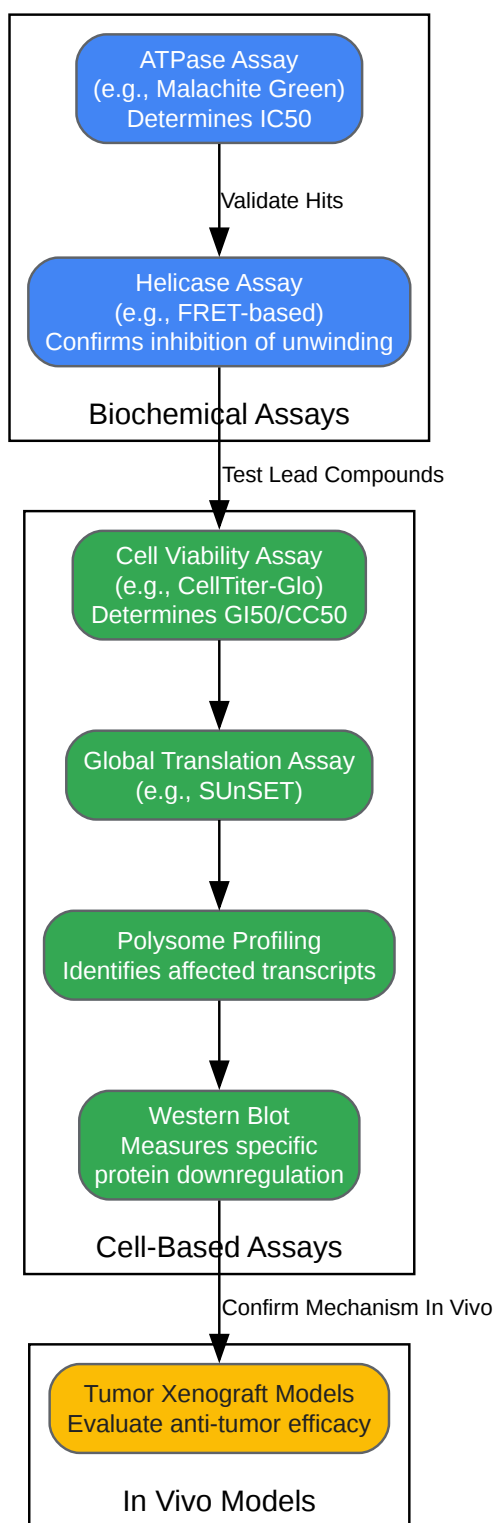 ATPase Assay
(e.g., Malachite Green)
Determines IC50
Validate Hits
Helicase Assay
(e.g., FRET-based)
Confirms inhibition of unwinding
Biochemical Assays
Test Lead Compounds
Cell Viability Assay
(e.g., CellTiter-Glo)
Determines GI50/CC50
Global Translation Assay
(e.g., SUnSET)
Polysome Profiling
Identifies affected transcripts
Western Blot
Measures specific
protein downregulation
Cell-Based Assays
Confirm Mechanism In Vivo
Tumor Xenograft Models
Evaluate anti-tumor efficacy
In Vivo Models